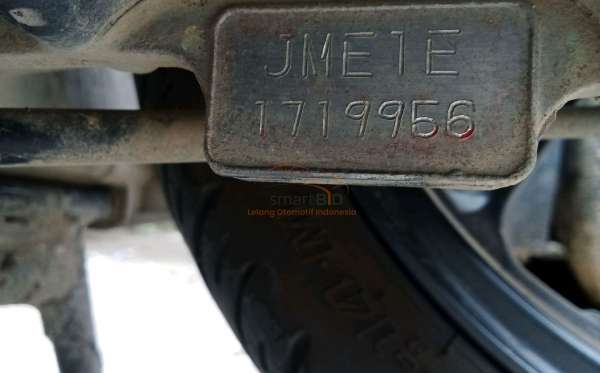 JME1E
1719956
smartBID
Lelang Otomotif Indonesia